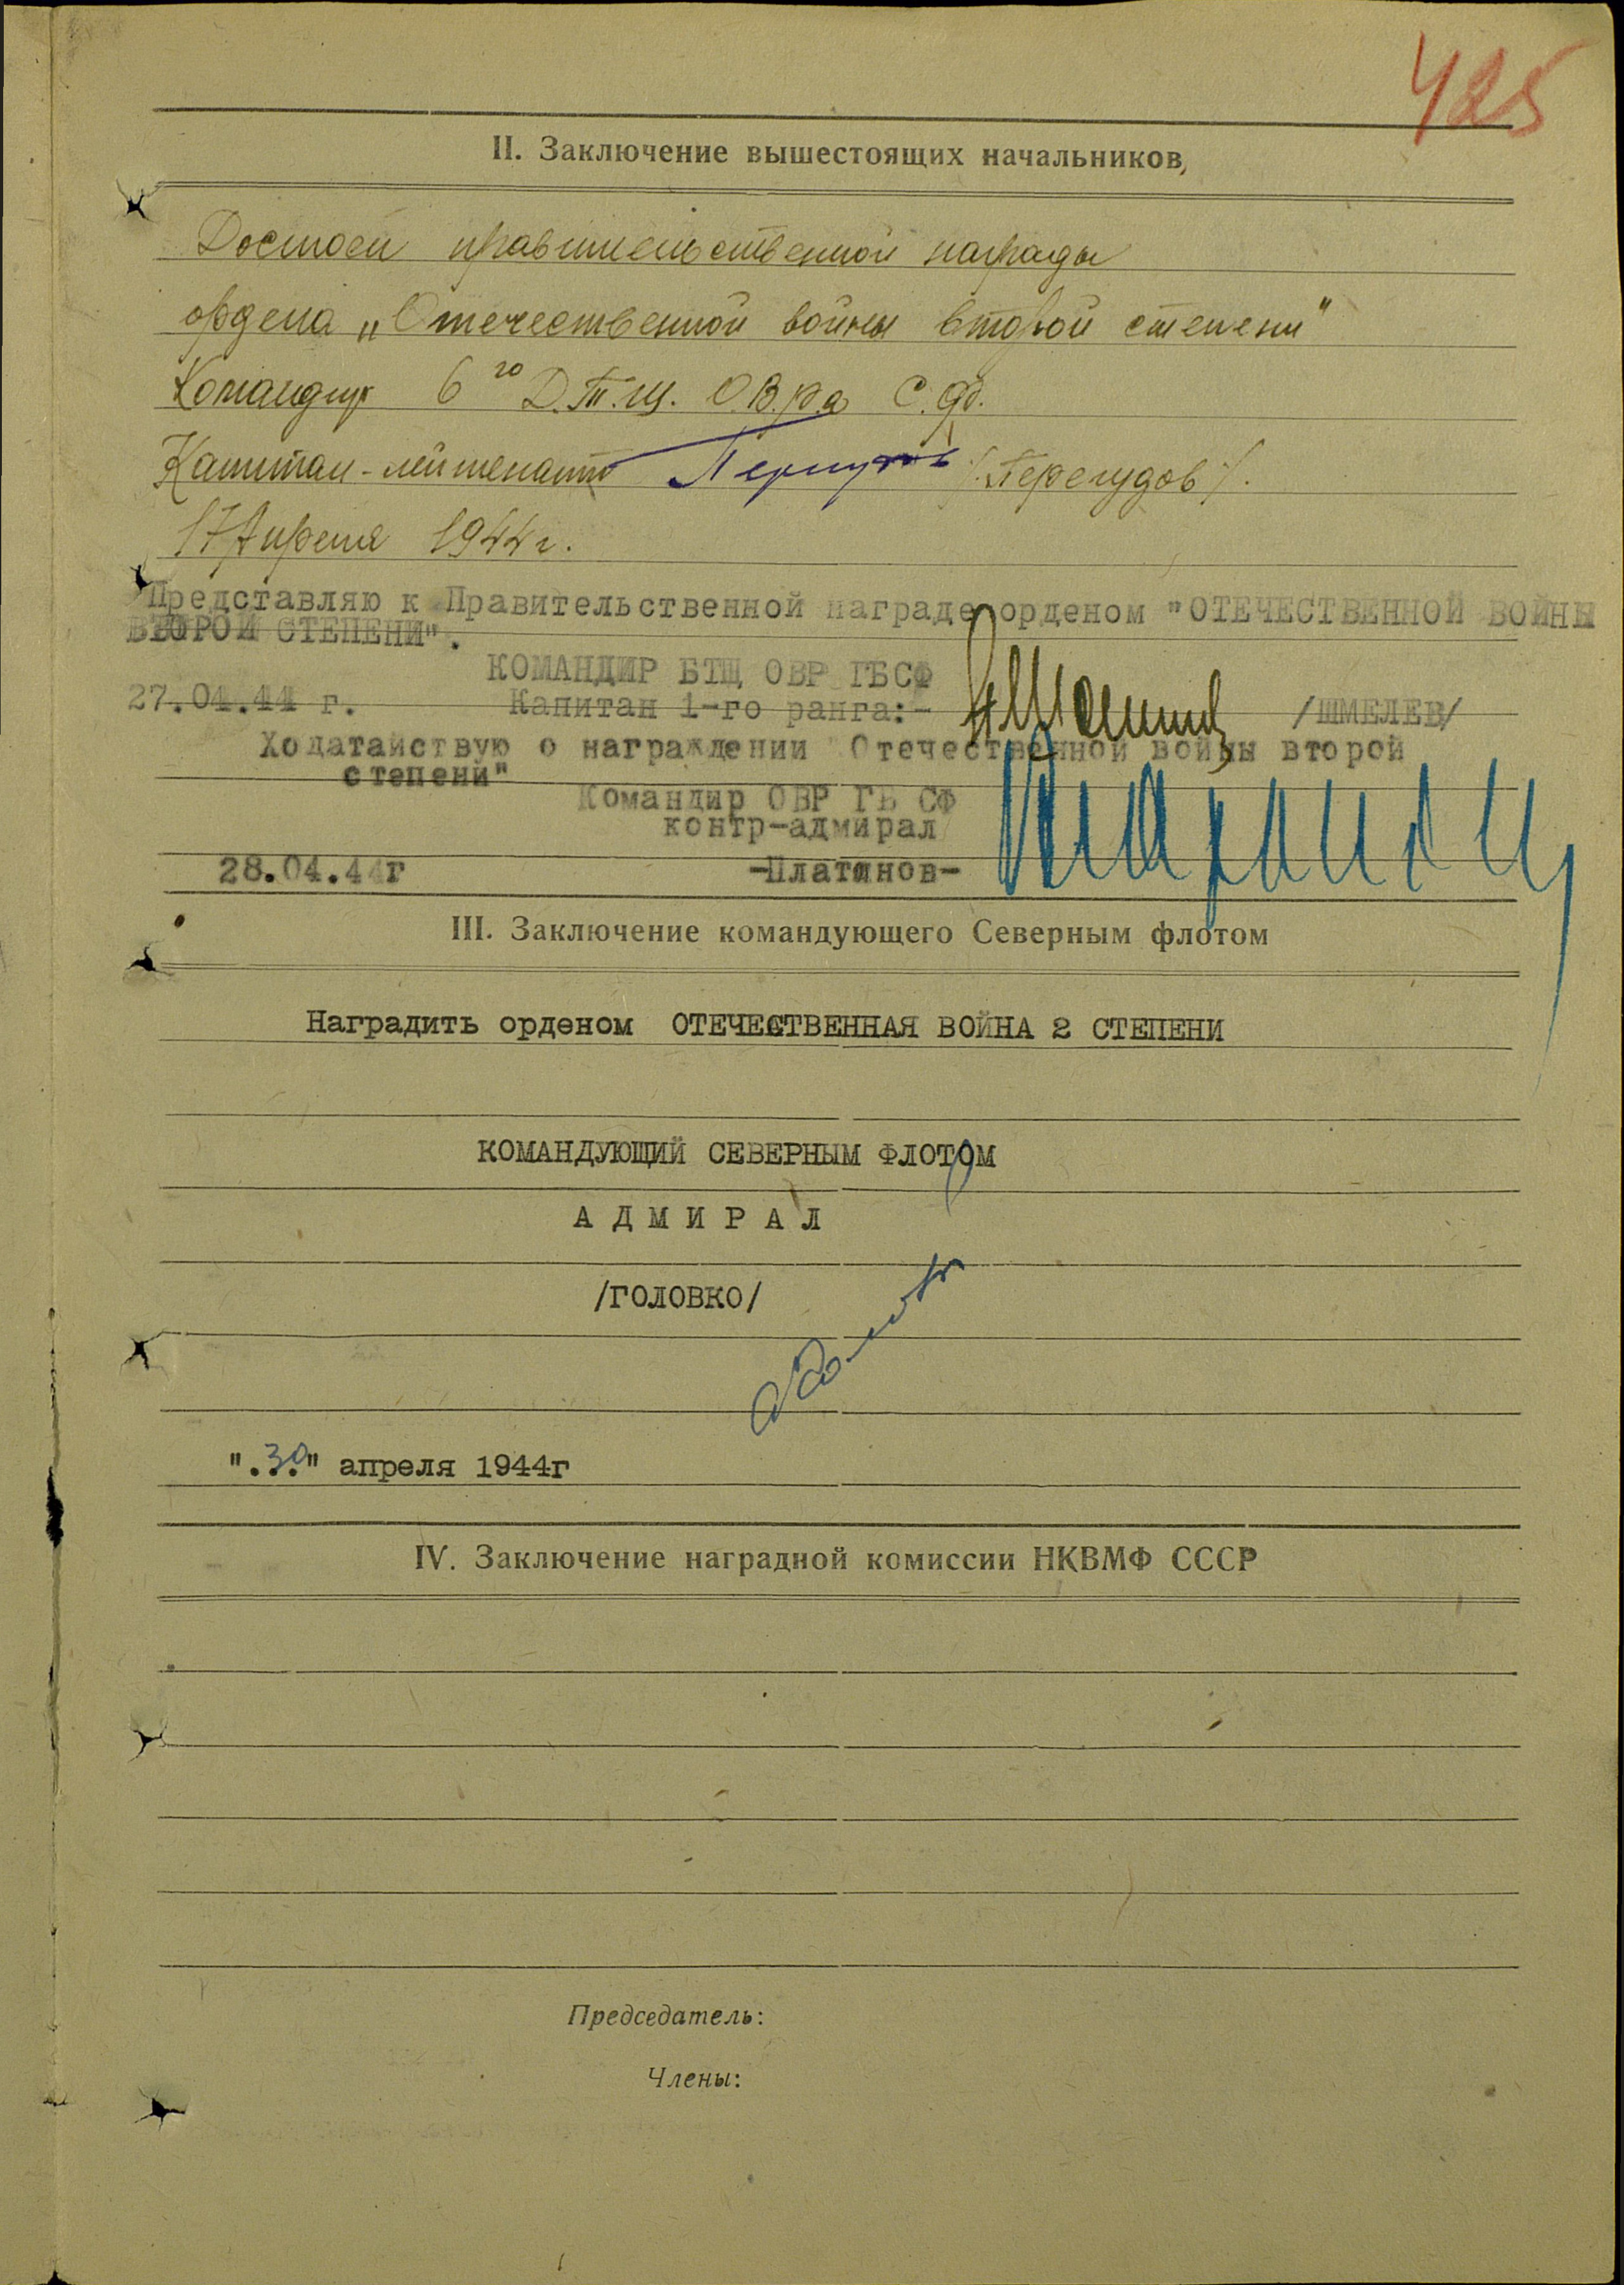 425
II. Заключение вышестоящих начальников,
Достоен правительственной награды
ордена „Отечественной войны второй степени"
Командир 6го Д.Т.Щ. О.В.Р.а С.Ф.
Капитан-лейтенант /Перегудов/.
17 Апреля 1944 г.
Представляю к Правительственной награде орденом "ОТЕЧЕСТВЕННОЙ ВОЙНЫ
ВТОРОЙ СТЕПЕНИ".
КОМАНДИР БТЩ ОВР ГБСФ
27.04.44 г. Капитан 1-го ранга:- /ШМЕЛЕВ/
Ходатайствую о награждении "Отечественной войны второй
степени"
Командир ОВР ГБ СФ
контр-адмирал
28.04.44г -Платонов-
III. Заключение командующего Северным флотом
Наградить орденом ОТЕЧЕСТВЕННАЯ ВОЙНА 2 СТЕПЕНИ
КОМАНДУЮЩИЙ СЕВЕРНЫМ ФЛОТОМ
А Д М И Р А Л
/ГОЛОВКО/
".30." апреля 1944г
IV. Заключение наградной комиссии НКВМФ СССР
Председатель:
Члены: